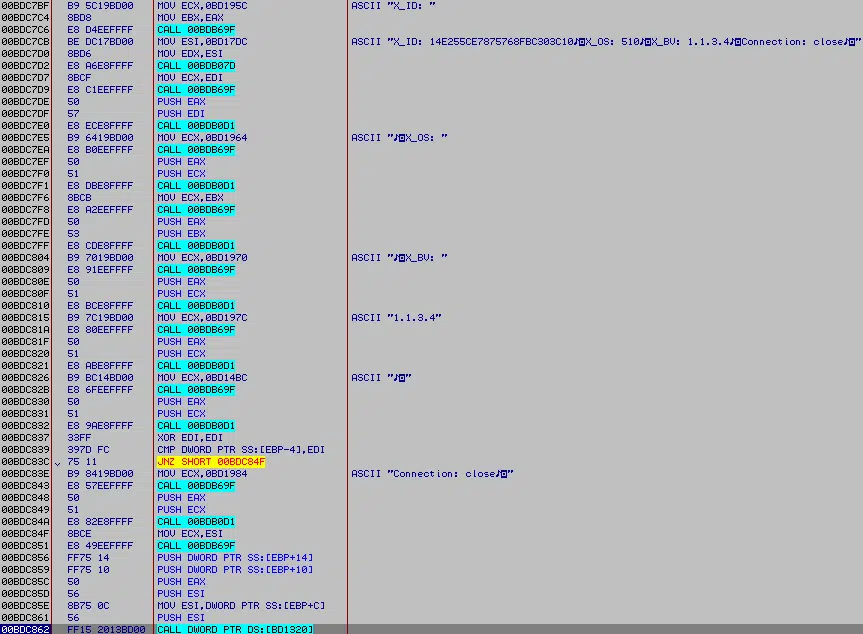 00BDC7BF B9 5C19BD00 MOV ECX,0BD195C ASCII "X_ID: "
00BDC7C4 8BD8 MOV EBX,EAX
00BDC7C6 E8 D4EEFFFF CALL 00BDB69F
00BDC7CB BE DC17BD00 MOV ESI,0BD17DC ASCII "X_ID: 14E255CE7875768FBC303C10♪◙X_OS: 510♪◙X_BV: 1.1.3.4♪◙Connection: close♪◙"
00BDC7D0 8BD6 MOV EDX,ESI
00BDC7D2 E8 A6E8FFFF CALL 00BDB07D
00BDC7D7 8BCF MOV ECX,EDI
00BDC7D9 E8 C1EEFFFF CALL 00BDB69F
00BDC7DE 50 PUSH EAX
00BDC7DF 57 PUSH EDI
00BDC7E0 E8 ECE8FFFF CALL 00BDB0D1
00BDC7E5 B9 6419BD00 MOV ECX,0BD1964 ASCII "♪◙X_OS: "
00BDC7EA E8 B0EEFFFF CALL 00BDB69F
00BDC7EF 50 PUSH EAX
00BDC7F0 51 PUSH ECX
00BDC7F1 E8 DBE8FFFF CALL 00BDB0D1
00BDC7F6 8BCB MOV ECX,EBX
00BDC7F8 E8 A2EEFFFF CALL 00BDB69F
00BDC7FD 50 PUSH EAX
00BDC7FE 53 PUSH EBX
00BDC7FF E8 CDE8FFFF CALL 00BDB0D1
00BDC804 B9 7019BD00 MOV ECX,0BD1970 ASCII "♪◙X_BV: "
00BDC809 E8 91EEFFFF CALL 00BDB69F
00BDC80E 50 PUSH EAX
00BDC80F 51 PUSH ECX
00BDC810 E8 BCE8FFFF CALL 00BDB0D1
00BDC815 B9 7C19BD00 MOV ECX,0BD197C ASCII "1.1.3.4"
00BDC81A E8 80EEFFFF CALL 00BDB69F
00BDC81F 50 PUSH EAX
00BDC820 51 PUSH ECX
00BDC821 E8 ABE8FFFF CALL 00BDB0D1
00BDC826 B9 BC14BD00 MOV ECX,0BD14BC ASCII "♪◙"
00BDC82B E8 6FEEFFFF CALL 00BDB69F
00BDC830 50 PUSH EAX
00BDC831 51 PUSH ECX
00BDC832 E8 9AE8FFFF CALL 00BDB0D1
00BDC837 33FF XOR EDI,EDI
00BDC839 397D FC CMP DWORD PTR SS:[EBP-4],EDI
00BDC83C 75 11 JNZ SHORT 00BDC84F
00BDC83E B9 8419BD00 MOV ECX,0BD1984 ASCII "Connection: close♪◙"
00BDC843 E8 57EEFFFF CALL 00BDB69F
00BDC848 50 PUSH EAX
00BDC849 51 PUSH ECX
00BDC84A E8 82E8FFFF CALL 00BDB0D1
00BDC84F 8BCE MOV ECX,ESI
00BDC851 E8 49EEFFFF CALL 00BDB69F
00BDC856 FF75 14 PUSH DWORD PTR SS:[EBP+14]
00BDC859 FF75 10 PUSH DWORD PTR SS:[EBP+10]
00BDC85C 50 PUSH EAX
00BDC85D 56 PUSH ESI
00BDC85E 8B75 0C MOV ESI,DWORD PTR SS:[EBP+C]
00BDC861 56 PUSH ESI
00BDC862 FF15 2013BD00 CALL DWORD PTR DS:[BD1320]